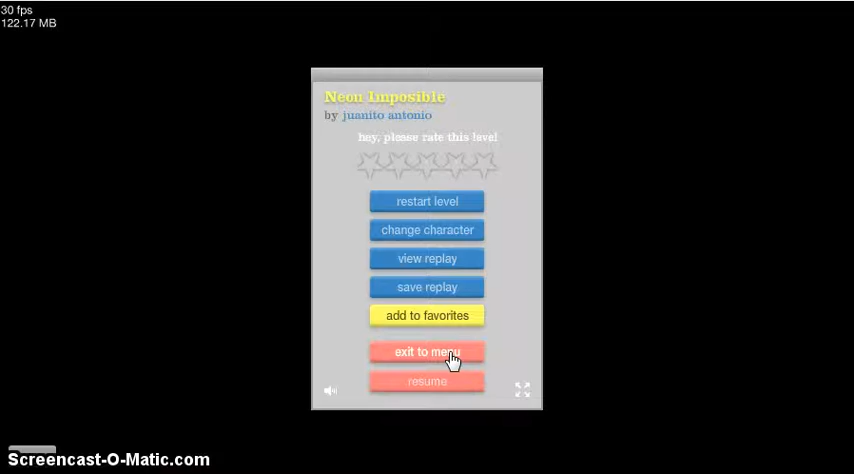 30 fps
122.17 MB
Neon Imposible
by juanito antonio
hey, please rate this level
restart level
change character
view replay
save replay
add to favorites
exit to menu
resume
Screencast-O-Matic.com